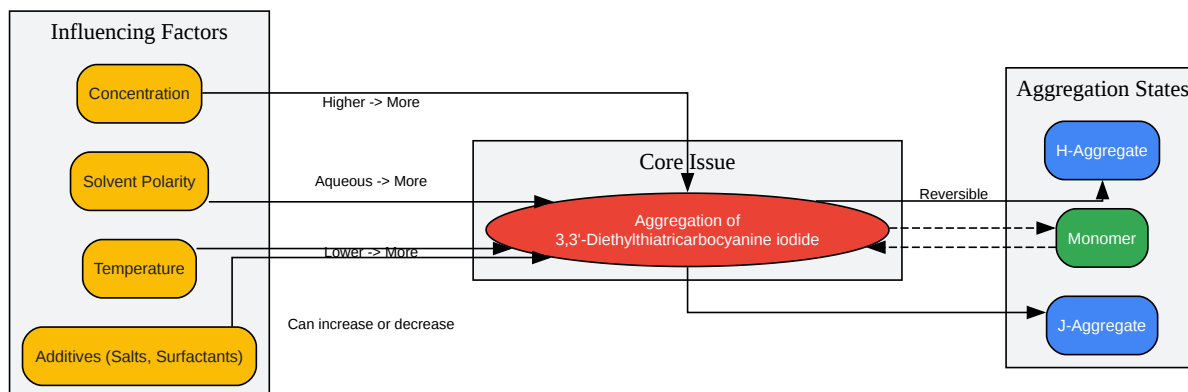 Influencing Factors
Concentration
Solvent Polarity
Temperature
Additives (Salts, Surfactants)
Higher -> More
Aqueous -> More
Lower -> More
Can increase or decrease
Core Issue
Aggregation of
3,3'-Diethylthiatricarbocyanine iodide
Reversible
Aggregation States
H-Aggregate
Monomer
J-Aggregate